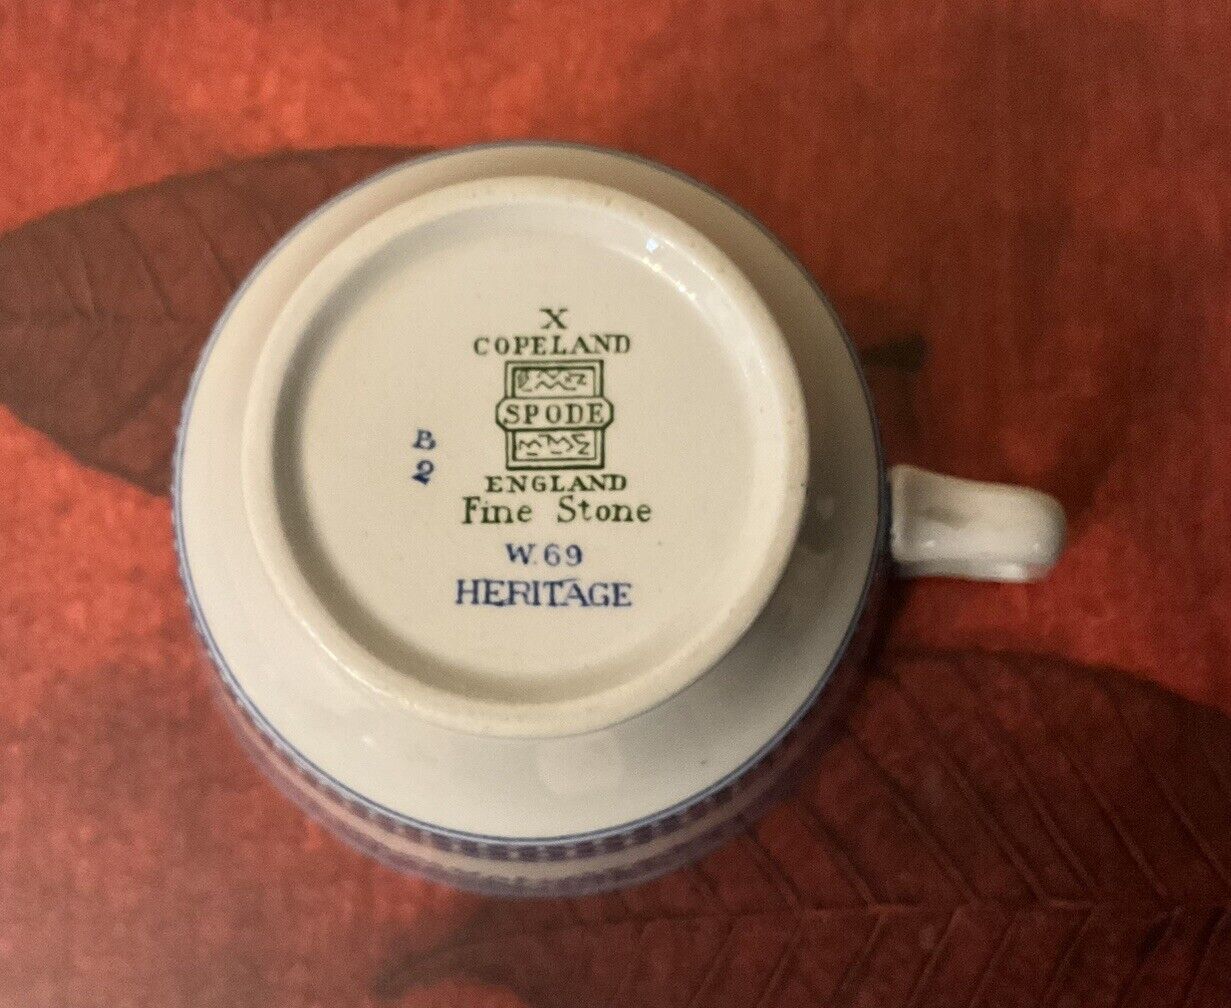 X
COPELAND
SPODE
ENGLAND
Fine Stone
B
2
W.69
HERITAGE